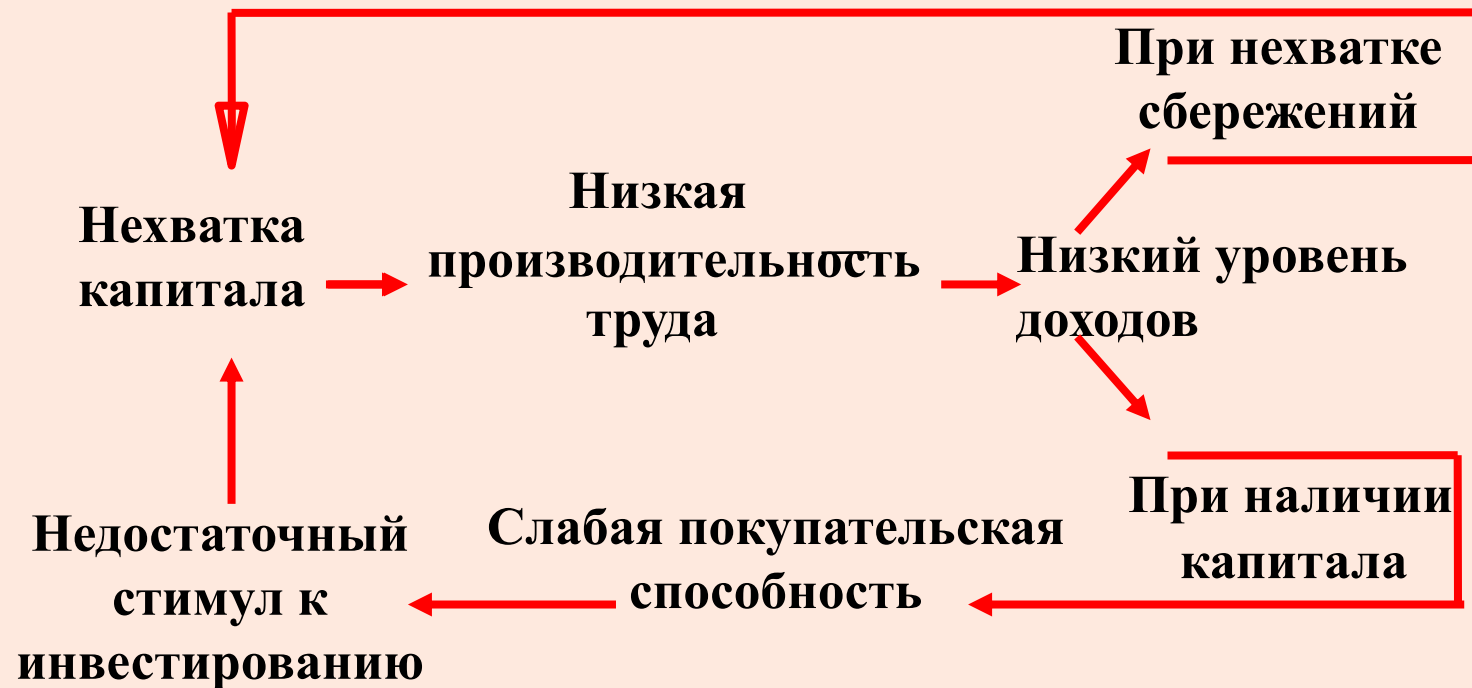 При нехватке
сбережений
Нехватка
капитала
Низкая
производительность
труда
Низкий уровень
доходов
При наличии
капитала
Слабая покупательская
способность
Недостаточный
стимул к
инвестированию